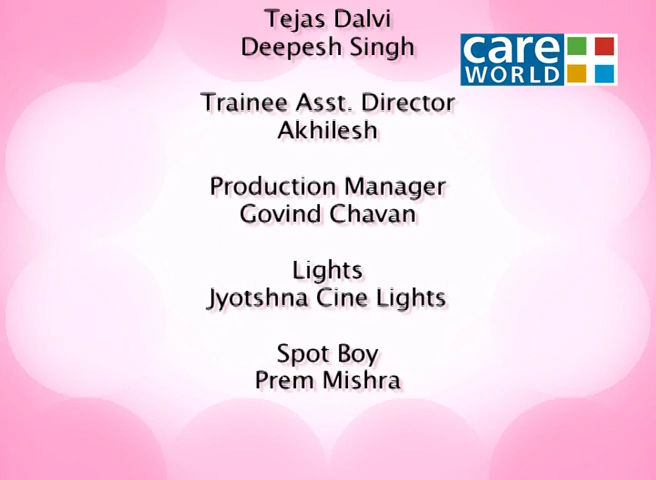 Tejas Dalvi
Deepesh Singh
care
WORLD
Trainee Asst. Director
Akhilesh
Production Manager
Govind Chavan
Lights
Jyotshna Cine Lights
Spot Boy
Prem Mishra